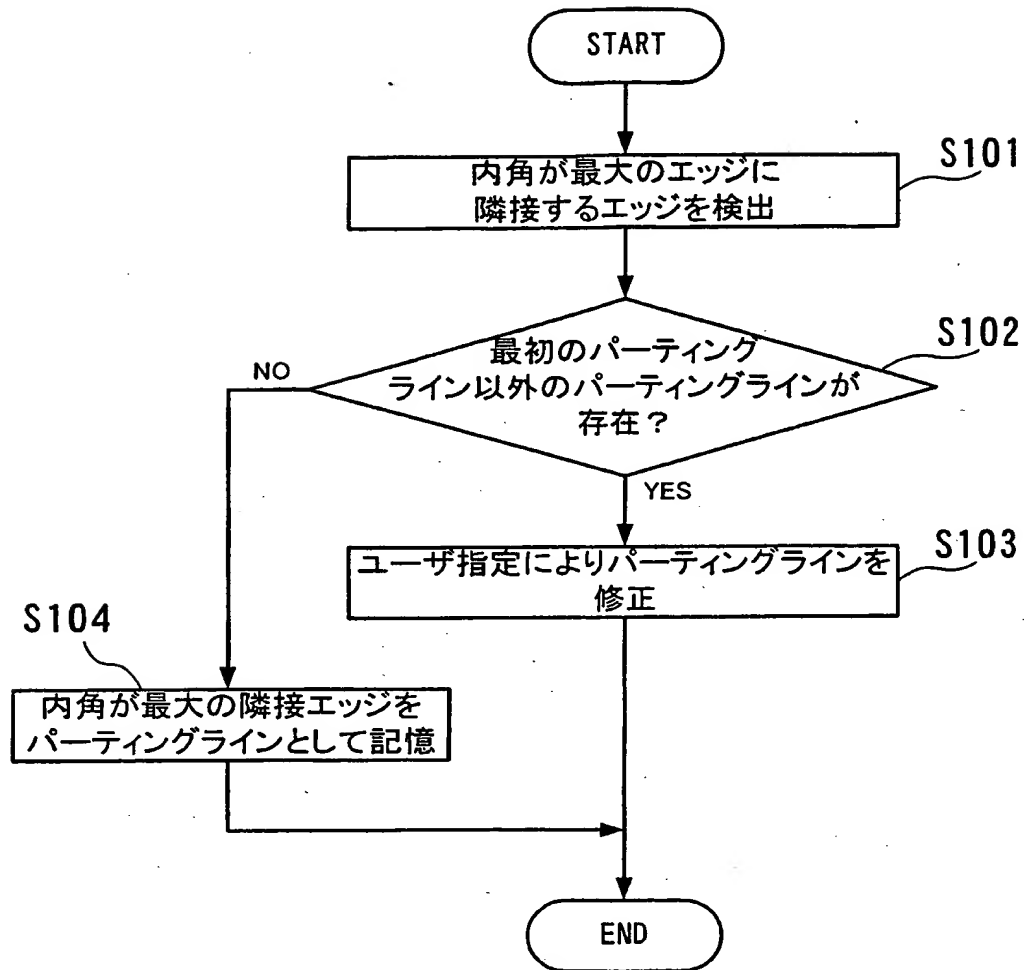 START
内角が最大のエッジに
隣接するエッジを検出
S101
最初のパーティング
ライン以外のパーティングラインが
存在？
S102
NO
YES
ユーザ指定によりパーティングラインを
修正
S103
S104
内角が最大の隣接エッジを
パーティングラインとして記憶
END